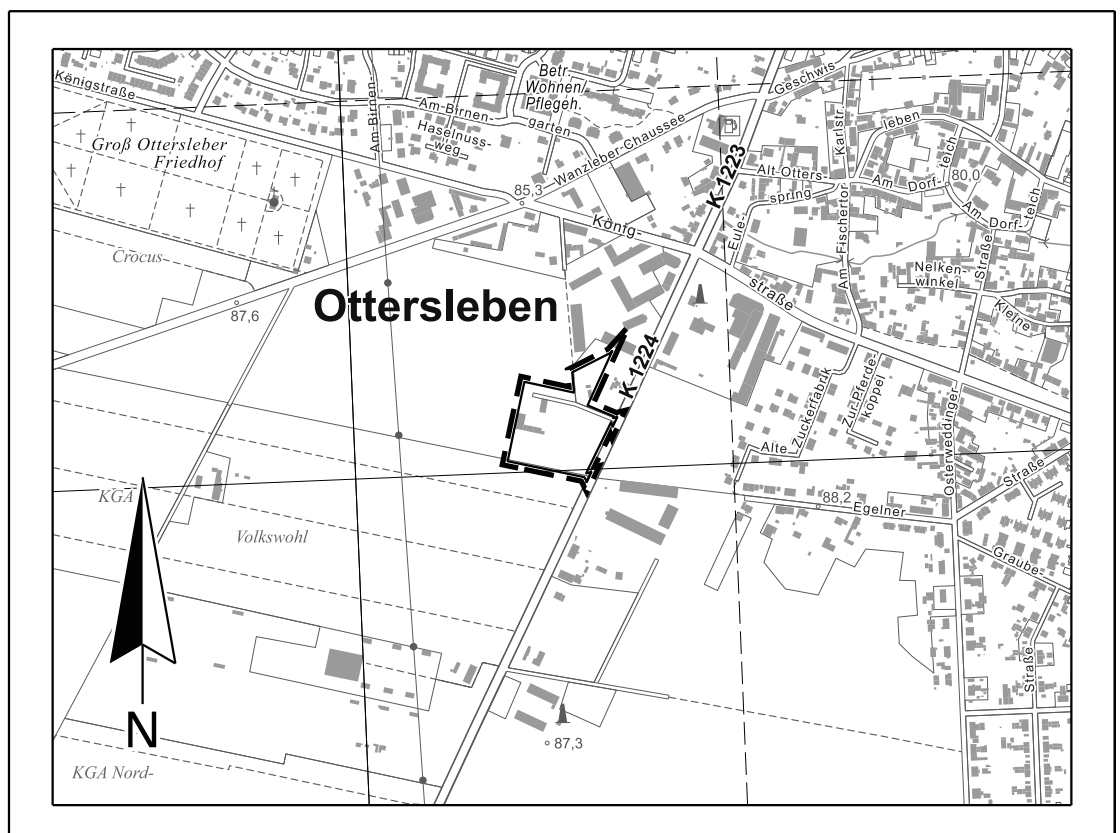 Königstraße
Am-Birnen-
Betr.
Wohnen/
Pflegeh.
Geschwis
Am-Birnen-
garten
Haselnuss-
weg
Wanzleber-Chaussee
Groß Ottersleber
Friedhof
K 1223
Karlstr.
leben
Alt-Otters
Am
Dorf-
teich
80,0
85,3
spring
Eule-
Am-Fischertor
Am-
Dorf-
teich
König-
straße
Crocus
Nelken-
winkel
Straße
Kleine
87,6
Ottersleben
K 1224
Zur-Pferde-
koppel
Zuckerfabrik
Alte
Osterweddinger
Straße
88,2
Egelner
KGA
Volkswohl
Graube-
Straße
N
87,3
KGA Nord-